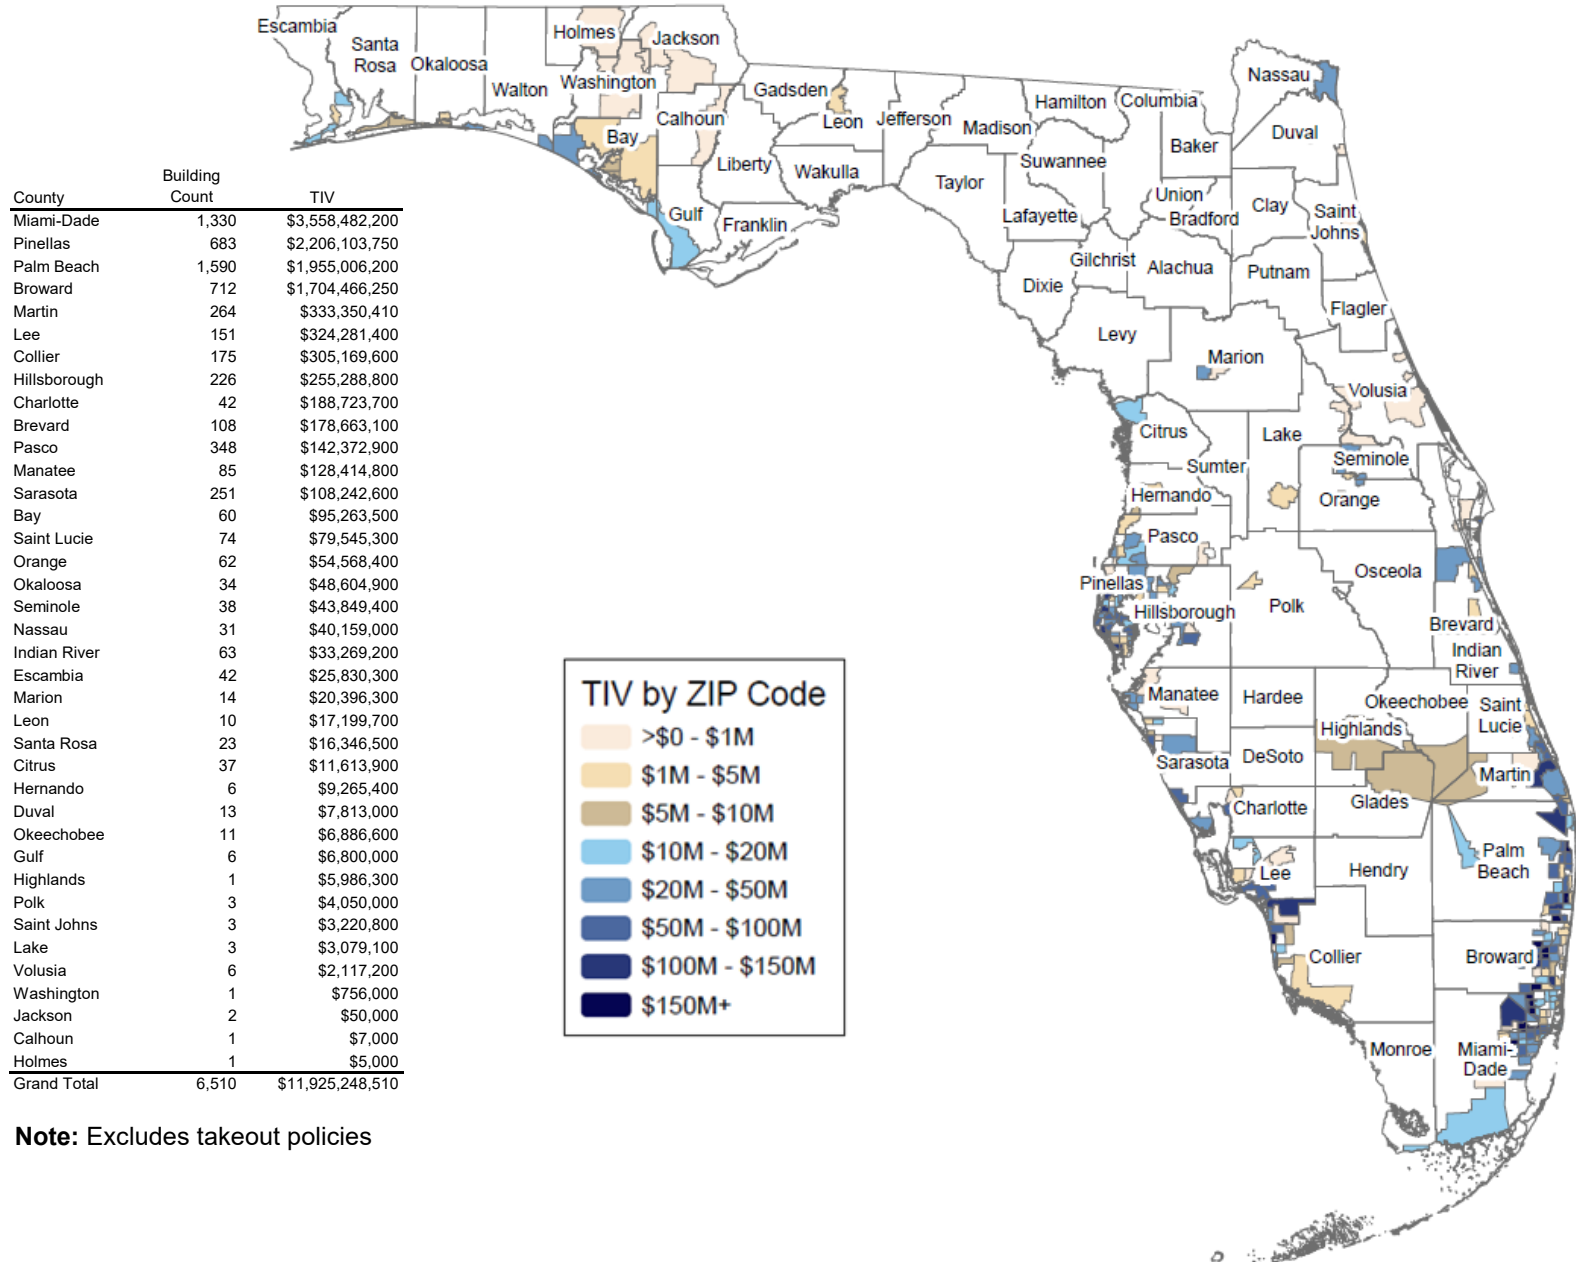 Building
County Count TIV
Miami-Dade 1,330 $3,558,482,200
Pinellas 683 $2,206,103,750
Palm Beach 1,590 $1,955,006,200
Broward 712 $1,704,466,250
Martin 264 $333,350,410
Lee 151 $324,281,400
Collier 175 $305,169,600
Hillsborough 226 $255,288,800
Charlotte 42 $188,723,700
Brevard 108 $178,663,100
Pasco 348 $142,372,900
Manatee 85 $128,414,800
Sarasota 251 $108,242,600
Bay 60 $95,263,500
Saint Lucie 74 $79,545,300
Orange 62 $54,568,400
Okaloosa 34 $48,604,900
Seminole 38 $43,849,400
Nassau 31 $40,159,000
Indian River 63 $33,269,200
Escambia 42 $25,830,300
Marion 14 $20,396,300
Leon 10 $17,199,700
Santa Rosa 23 $16,346,500
Citrus 37 $11,613,900
Hernando 6 $9,265,400
Duval 13 $7,813,000
Okeechobee 11 $6,886,600
Gulf 6 $6,800,000
Highlands 1 $5,986,300
Polk 3 $4,050,000
Saint Johns 3 $3,220,800
Lake 3 $3,079,100
Volusia 6 $2,117,200
Washington 1 $756,000
Jackson 2 $50,000
Calhoun 1 $7,000
Holmes 1 $5,000
Grand Total 6,510 $11,925,248,510
Note: Excludes takeout policies
TIV by ZIP Code
>$0 - $1M
$1M - $5M
$5M - $10M
$10M - $20M
$20M - $50M
$50M - $100M
$100M - $150M
$150M+
Escambia
Santa
Rosa
Okaloosa
Walton
Holmes
Jackson
Washington
Bay
Calhoun
Gulf
Gadsden
Leon
Liberty
Wakulla
Franklin
Jefferson
Madison
Taylor
Hamilton
Columbia
Suwannee
Lafayette
Dixie
Gilchrist
Baker
Union
Bradford
Alachua
Nassau
Duval
Clay
Saint
Johns
Putnam
Flagler
Levy
Marion
Volusia
Citrus
Lake
Sumter
Seminole
Orange
Hernando
Pasco
Pinellas
Hillsborough
Polk
Osceola
Brevard
Indian
River
Manatee
Hardee
Okeechobee
Saint
Lucie
Highlands
Sarasota
DeSoto
Martin
Charlotte
Glades
Lee
Hendry
Palm
Beach
Collier
Broward
Monroe
Miami-
Dade